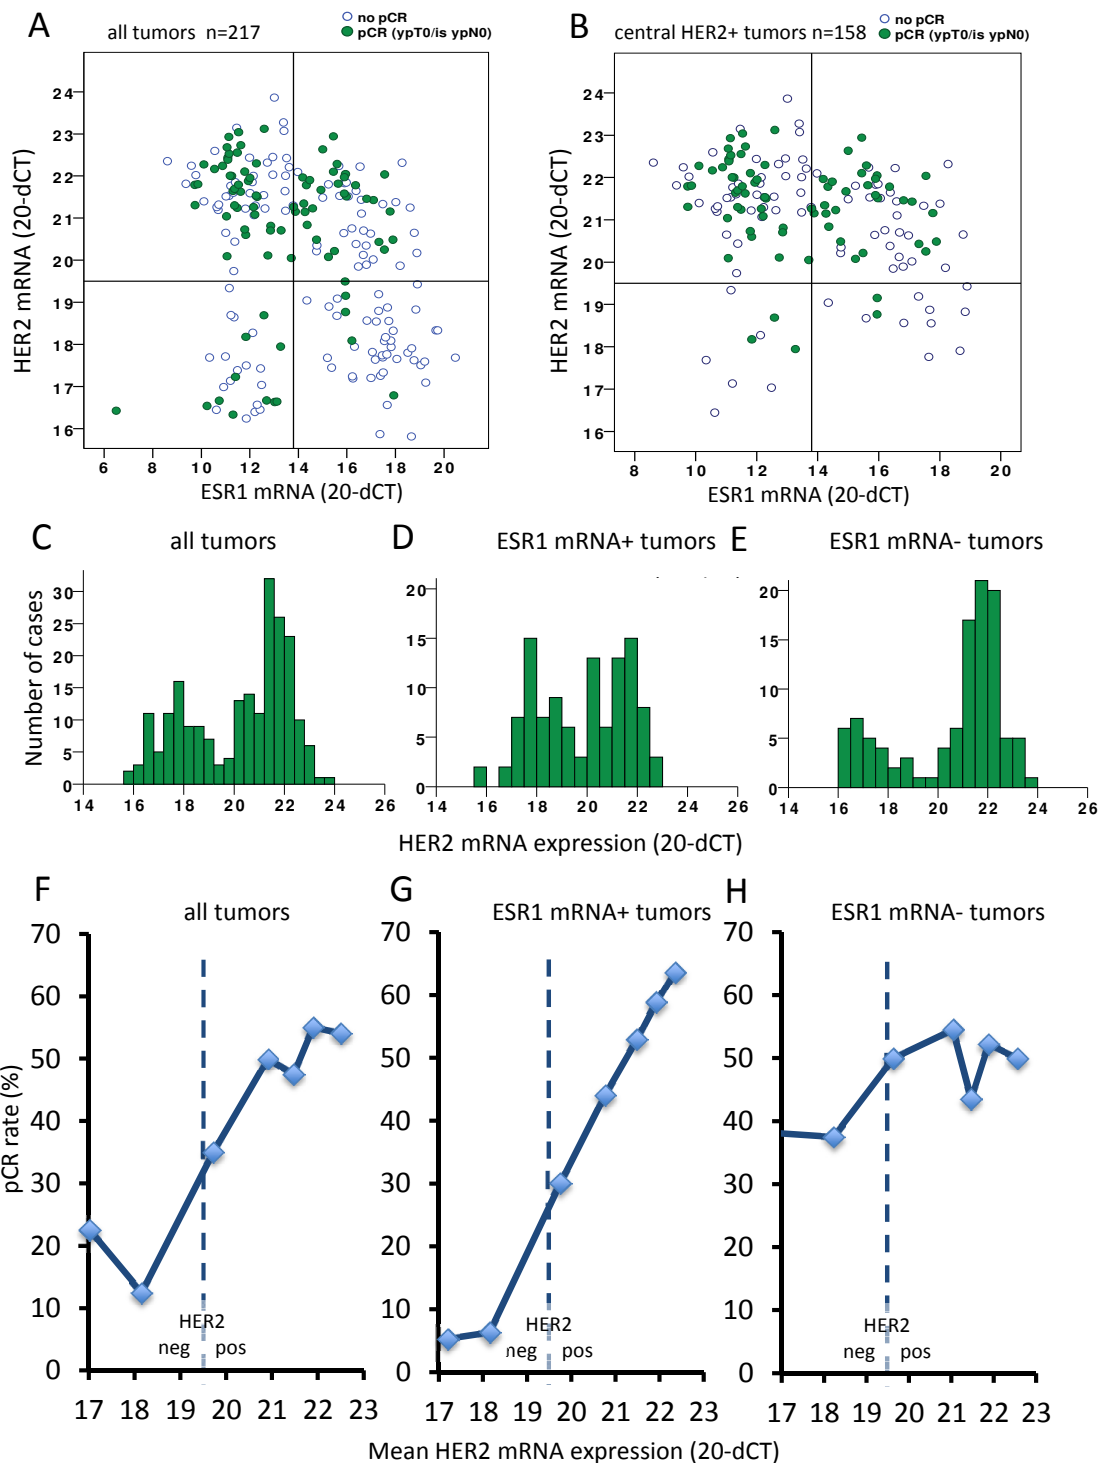 A
all tumors n=217
no pCR
pCR (ypT0/is ypN0)
HER2 mRNA (20-dCT)
24
23
22
21
20
19
18
17
16
6 8 10 12 14 16 18 20
ESR1 mRNA (20-dCT)
B
central HER2+ tumors n=158
no pCR
pCR (ypT0/is ypN0)
HER2 mRNA (20-dCT)
24
23
22
21
20
19
18
17
16
8 10 12 14 16 18 20
ESR1 mRNA (20-dCT)
C
all tumors
Number of cases
30
25
20
15
10
5
0
14 16 18 20 22 24 26
D
ESR1 mRNA+ tumors
20
15
10
5
0
14 16 18 20 22 24 26
E
ESR1 mRNA- tumors
20
15
10
5
0
14 16 18 20 22 24 26
HER2 mRNA expression (20-dCT)
F
all tumors
pCR rate (%)
70
60
50
40
30
20
10
0
HER2
neg pos
17 18 19 20 21 22 23
G
ESR1 mRNA+ tumors
70
60
50
40
30
20
10
0
HER2
neg pos
17 18 19 20 21 22 23
H
ESR1 mRNA- tumors
70
60
50
40
30
20
10
0
HER2
neg pos
17 18 19 20 21 22 23
Mean HER2 mRNA expression (20-dCT)